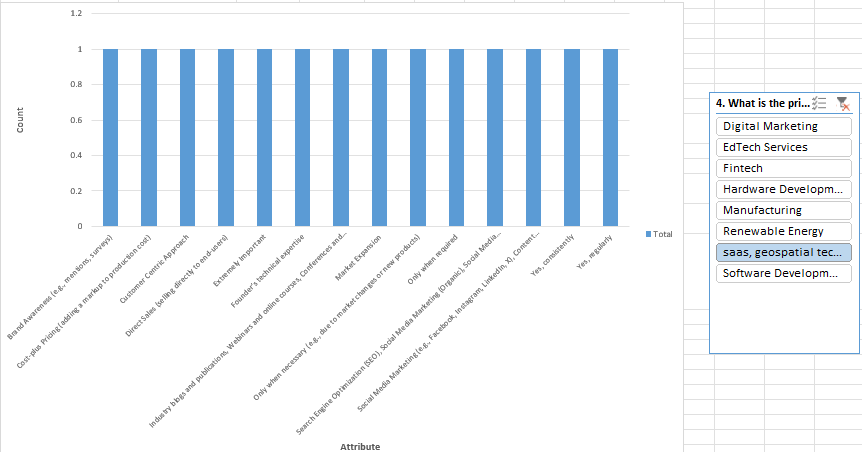 1.2
1
0.8
0.6
0.4
0.2
0
Count
Brand Awareness (e.g., mentions, surveys)
Cost-plus Pricing (adding a markup to production cost)
Customer Centric Approach
Direct Sales (selling directly to end-users)
Extremely Important
Founder's technical expertise
Industry blogs and publications, Webinars and online courses, Conferences and...
Market Expansion
Only when necessary (e.g., due to market changes or new products)
Only when required
Search Engine Optimization (SEO), Social Media Marketing (Organic), Social Media...
Social Media Marketing (e.g., Facebook, Instagram, LinkedIn, X), Content...
Yes, consistently
Yes, regularly
Attribute
Total
4. What is the pri...
Digital Marketing
EdTech Services
Fintech
Hardware Developm...
Manufacturing
Renewable Energy
saas, geospatial tec...
Software Developm...